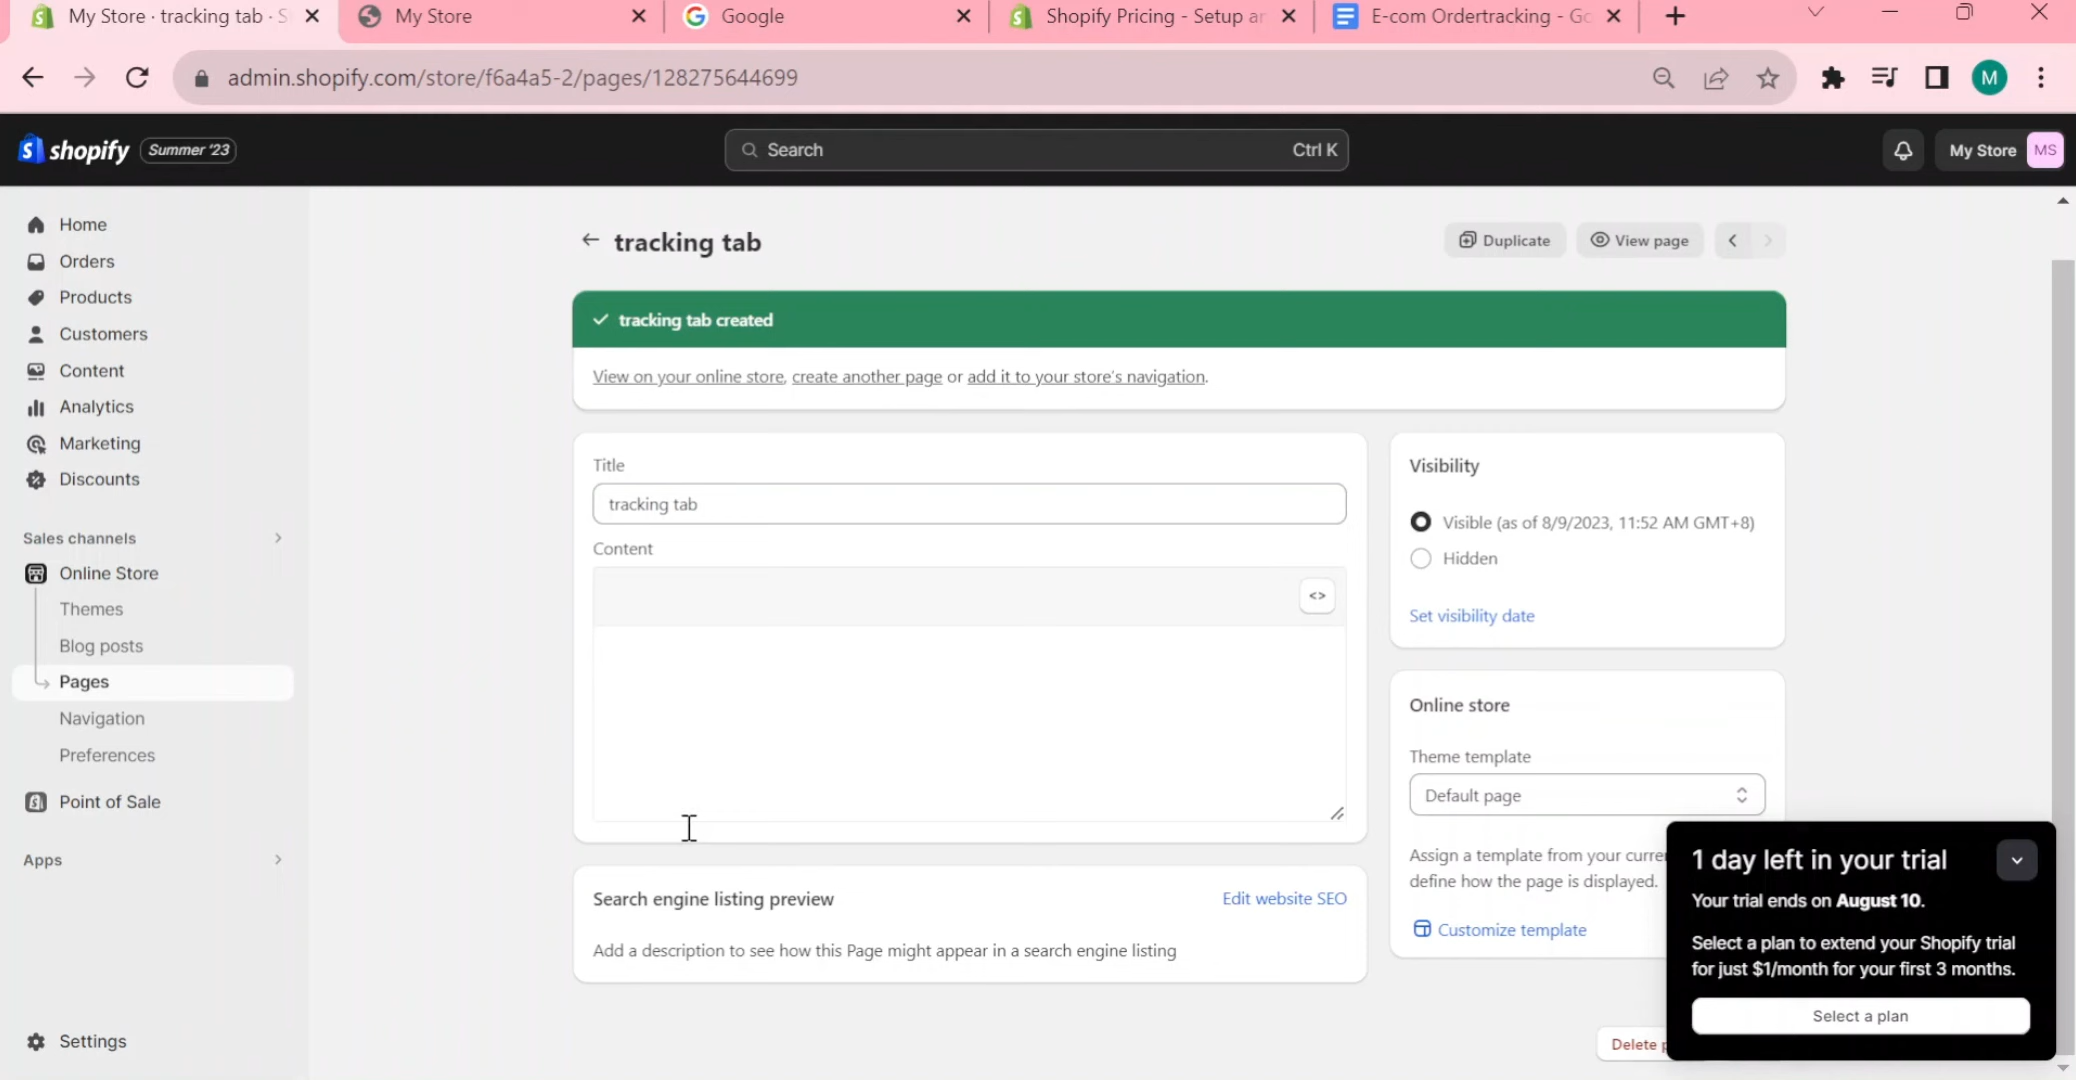 My Store · tracking tab · S
My Store
Google
Shopify Pricing - Setup an
E-com Ordertracking - Go
admin.shopify.com/store/f6a4a5-2/pages/128275644699
M
shopify
Summer '23
Search
Ctrl K
My Store
MS
Home
Orders
Products
Customers
Content
Analytics
Marketing
Discounts
Sales channels
Online Store
Themes
Blog posts
Pages
Navigation
Preferences
Point of Sale
Apps
Settings
tracking tab
Duplicate
View page
tracking tab created
View on your online store, create another page or add it to your store's navigation.
Title
tracking tab
Content
<>
Search engine listing preview
Edit website SEO
Add a description to see how this Page might appear in a search engine listing
Visibility
Visible (as of 8/9/2023, 11:52 AM GMT+8)
Hidden
Set visibility date
Online store
Theme template
Default page
Assign a template from your curre
define how the page is displayed.
Customize template
Delete p
1 day left in your trial
Your trial ends on August 10.
Select a plan to extend your Shopify trial
for just $1/month for your first 3 months.
Select a plan